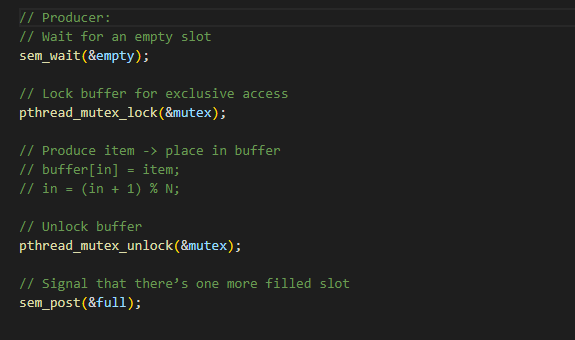 // Producer:
// Wait for an empty slot
sem_wait(&empty);
// Lock buffer for exclusive access
pthread_mutex_lock(&mutex);
// Produce item -> place in buffer
// buffer[in] = item;
// in = (in + 1) % N;
// Unlock buffer
pthread_mutex_unlock(&mutex);
// Signal that there’s one more filled slot
sem_post(&full);